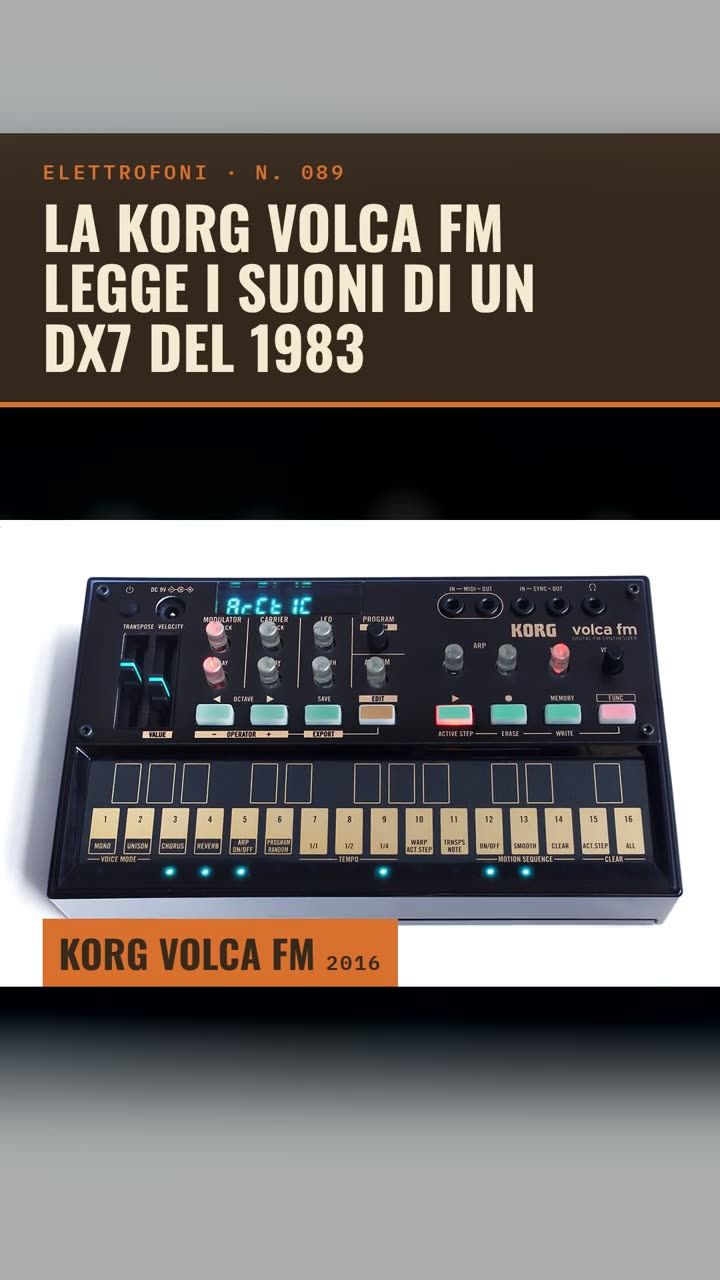 ELETTROFONI · N. 089
LA KORG VOLCA FM
LEGGE I SUONI DI UN
DX7 DEL 1983
DC 9V
IN — MIDI — OUT
IN — SYNC — OUT
TRANSPOSE VELOCITY
MODULATOR CARRIER LFO PROGRAM
ArCtIC
KORG volca fm
DIGITAL FM SYNTHESIZER
ARP
OCTAVE SAVE EDIT
MEMORY FUNC
VALUE
- OPERATOR + EXPORT
ACTIVE STEP ERASE WRITE
1 2 3 4 5 6 7 8 9 10 11 12 13 14 15 16
MONO UNISON CHORUS REVERB ARP ON/OFF PROGRAM RANDOM 1/1 1/2 1/4 WARP ACT.STEP TRNSPS NOTE ON/OFF SMOOTH CLEAR ACT.STEP ALL
VOICE MODE TEMPO MOTION SEQUENCE CLEAR
KORG VOLCA FM 2016